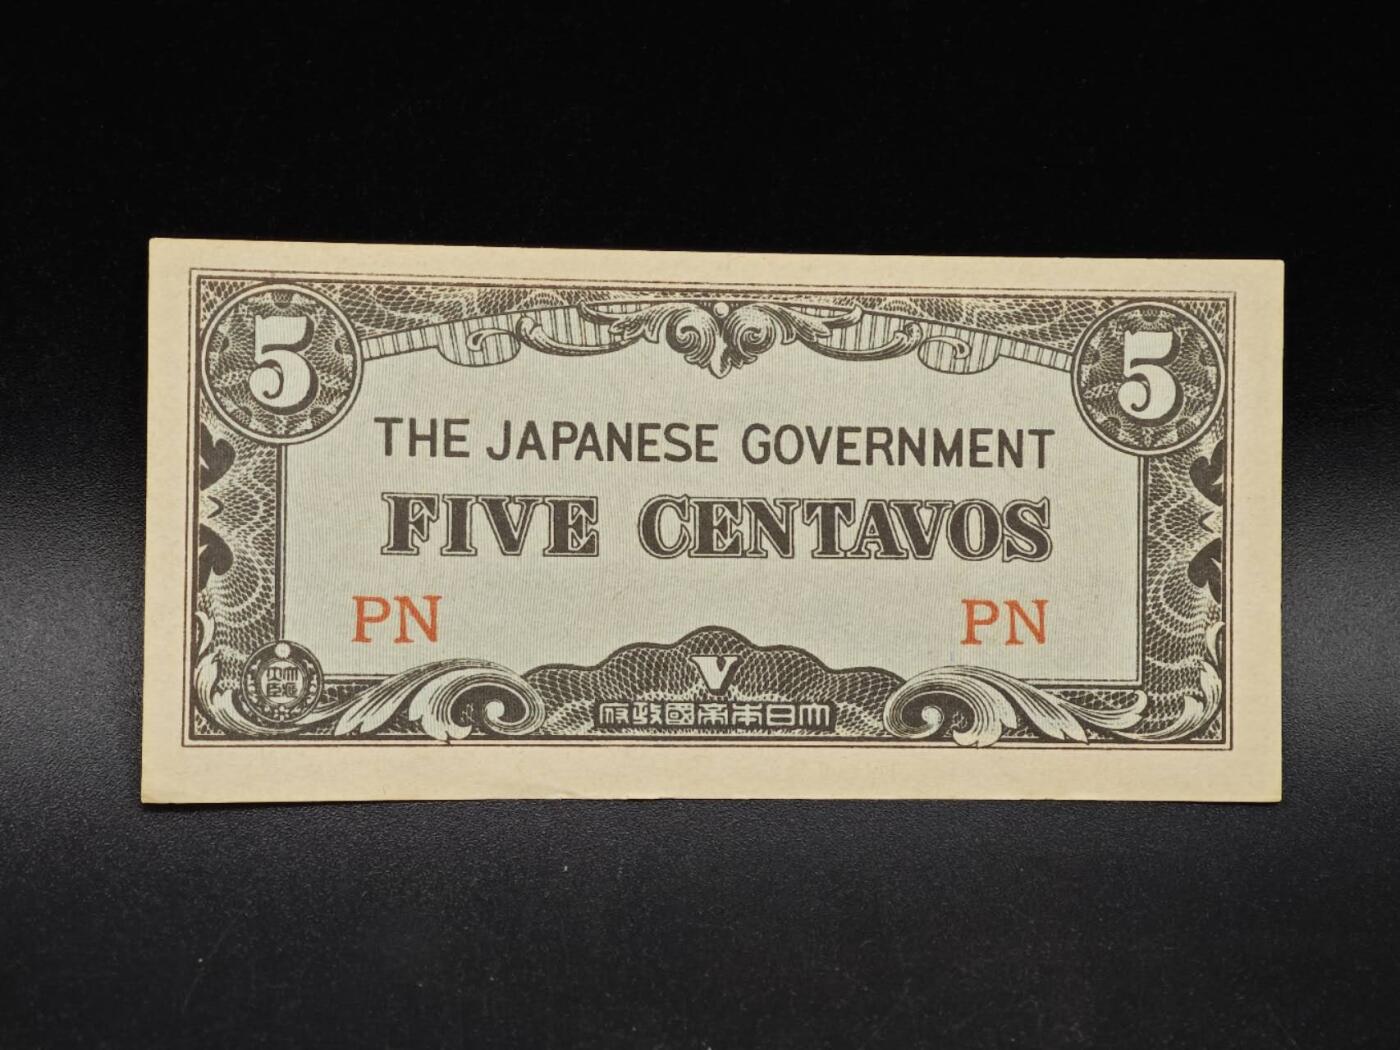 5 5
THE JAPANESE GOVERNMENT
FIVE CENTAVOS
PN PN
V
府政國帝本日大